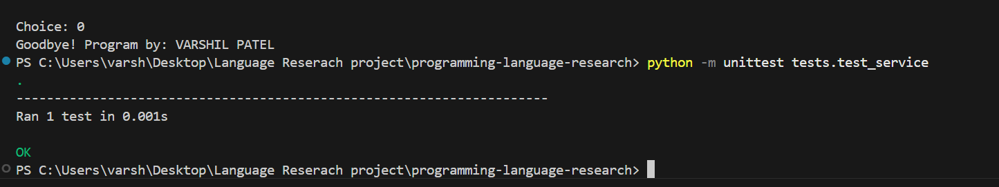 Choice: 0
Goodbye! Program by: VARSHIL PATEL
PS C:\Users\varsh\Desktop\Language Reserach project\programming-language-research> python -m unittest tests.test_service
.
----------------------------------------------------------------------
Ran 1 test in 0.001s
OK
PS C:\Users\varsh\Desktop\Language Reserach project\programming-language-research>